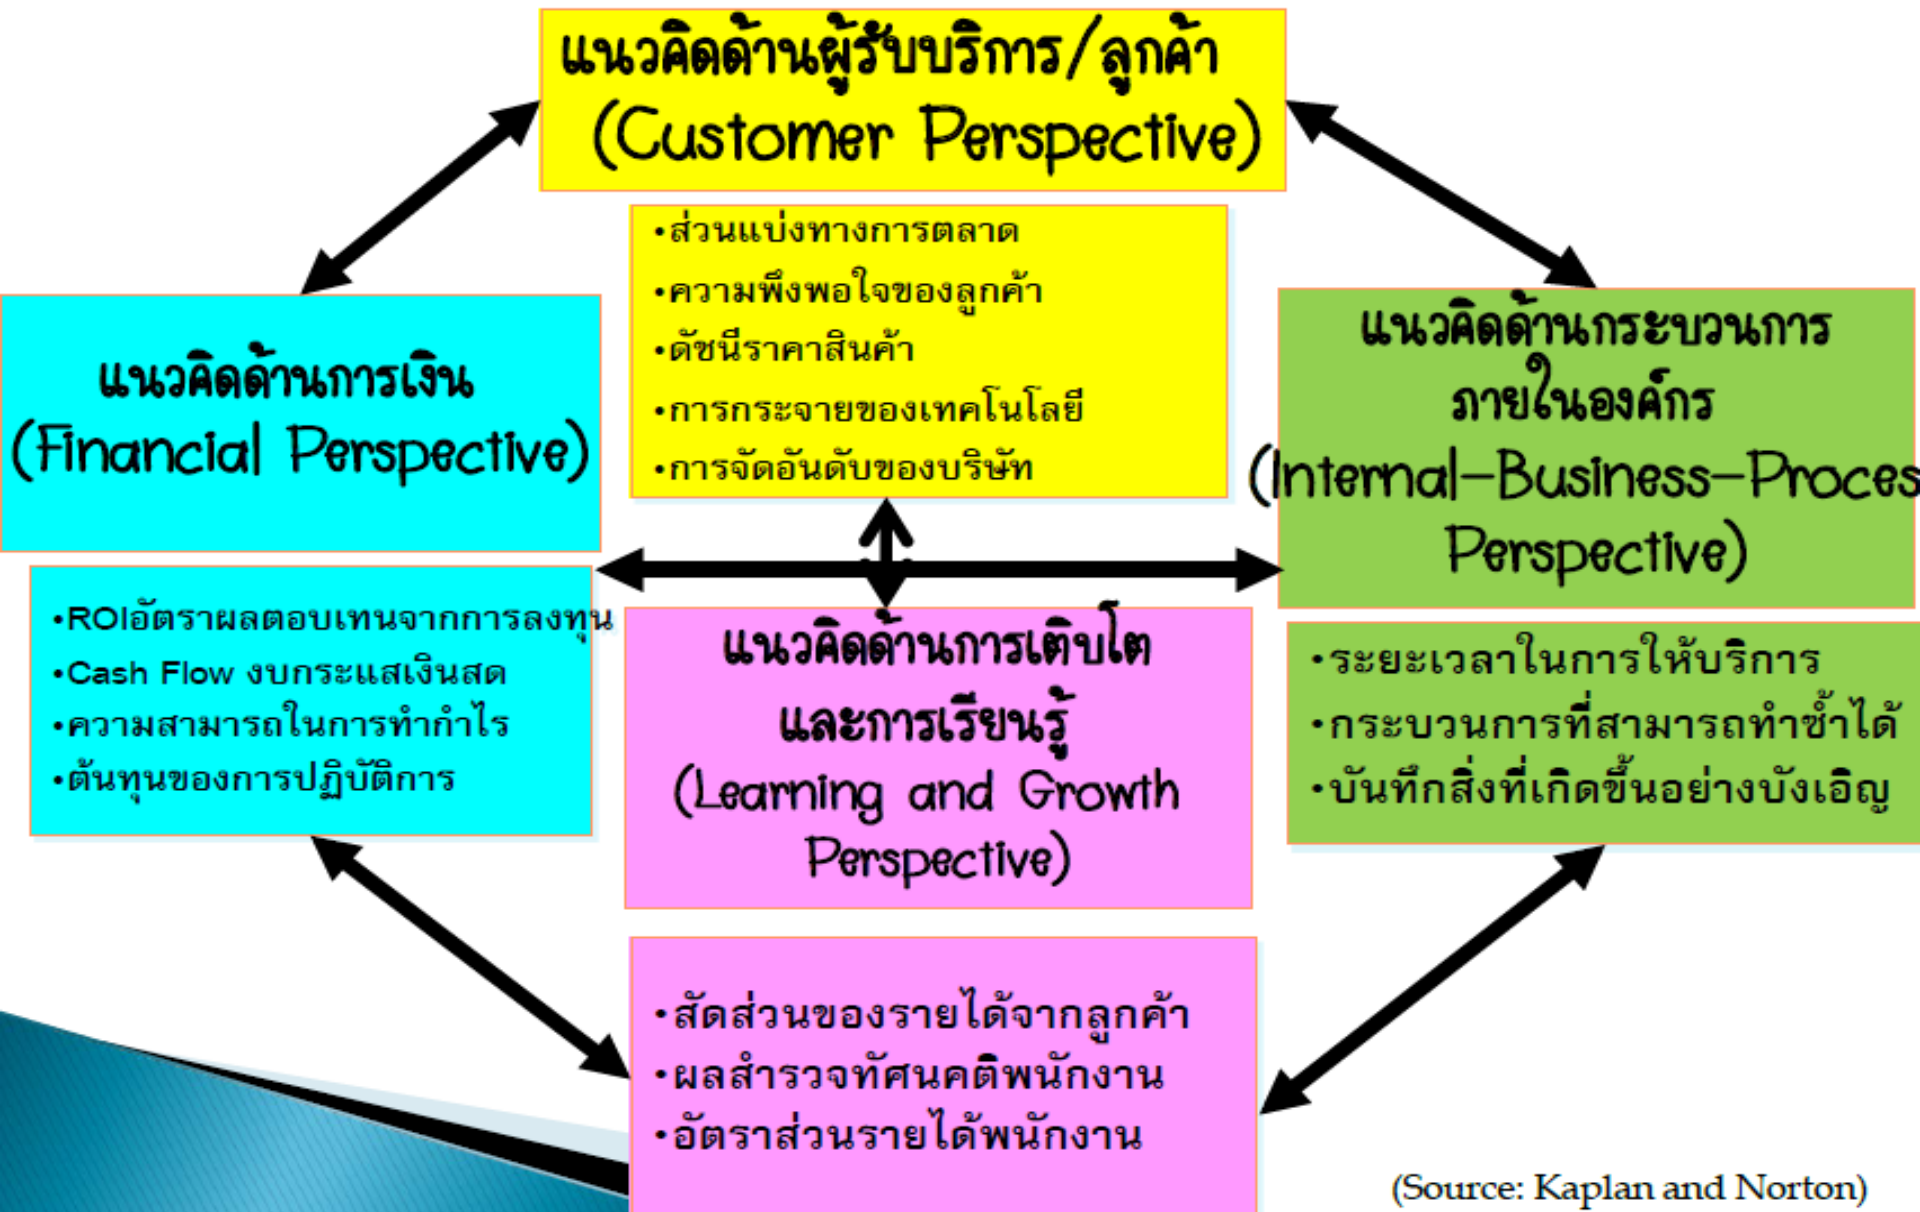 แนวคิดด้านผู้รับบริการ/ลูกค้า
(Customer Perspective)
•ส่วนแบ่งทางการตลาด
•ความพึงพอใจของลูกค้า
•ดัชนีราคาสินค้า
•การกระจายของเทคโนโลยี
•การจัดอันดับของบริษัท
แนวคิดด้านการเงิน
(Financial Perspective)
•ROIอัตราผลตอบเทนจากการลงทุน
•Cash Flow งบกระแสเงินสด
•ความสามารถในการทำกำไร
•ต้นทุนของการปฏิบัติการ
แนวคิดด้านกระบวนการ
ภายในองค์กร
(Internal-Business-Proces
Perspective)
•ระยะเวลาในการให้บริการ
•กระบวนการที่สามารถทำซ้ำได้
•บันทึกสิ่งที่เกิดขึ้นอย่างบังเอิญ
แนวคิดด้านการเติบโต
และการเรียนรู้
(Learning and Growth
Perspective)
•สัดส่วนของรายได้จากลูกค้า
•ผลสำรวจทัศนคติพนักงาน
•อัตราส่วนรายได้พนักงาน
(Source: Kaplan and Norton)